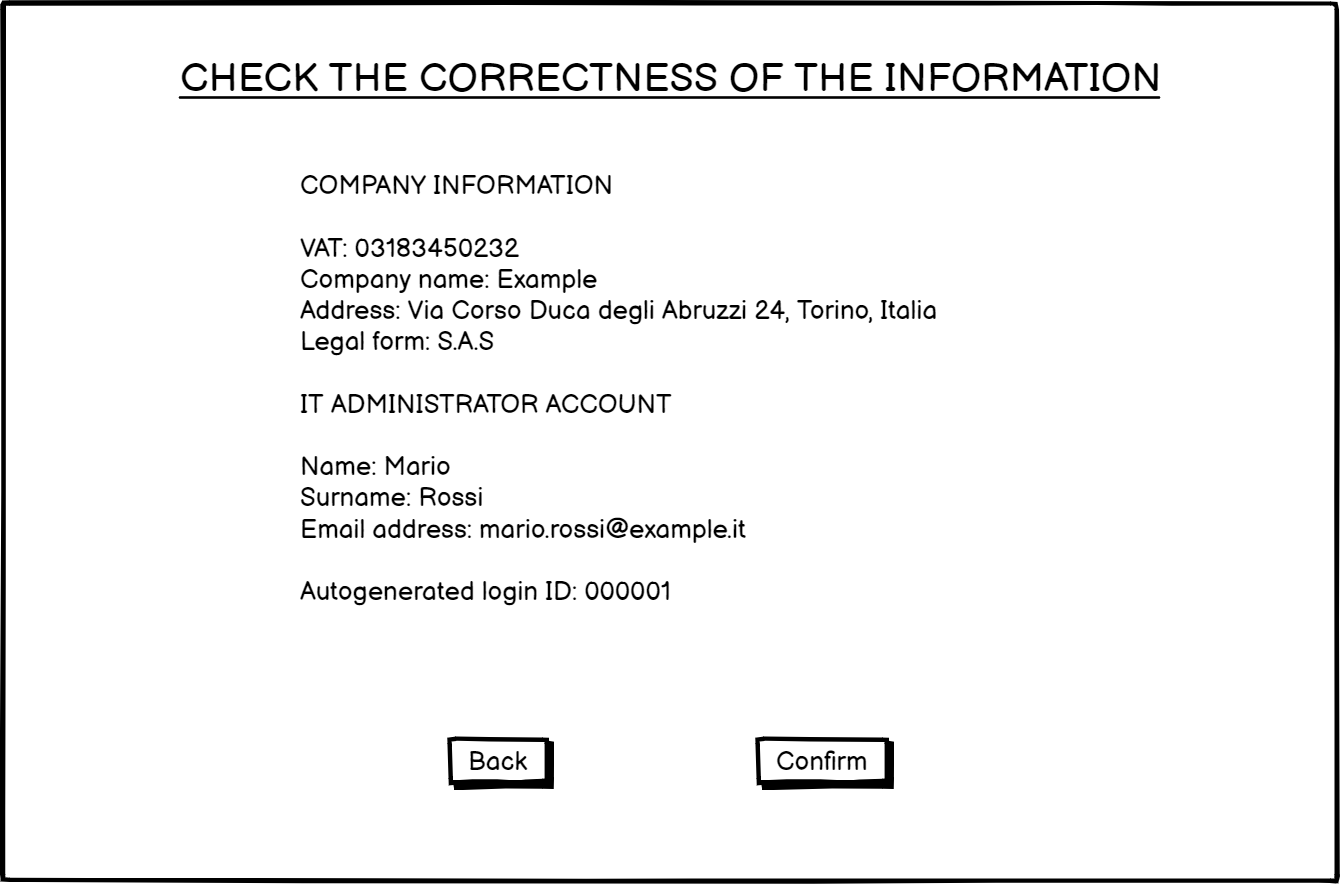 CHECK THE CORRECTNESS OF THE INFORMATION
COMPANY INFORMATION
VAT: 03183450232
Company name: Example
Address: Via Corso Duca degli Abruzzi 24, Torino, Italia
Legal form: S.A.S
IT ADMINISTRATOR ACCOUNT
Name: Mario
Surname: Rossi
Email address: mario.rossi@example.it
Autogenerated login ID: 000001
Back
Confirm